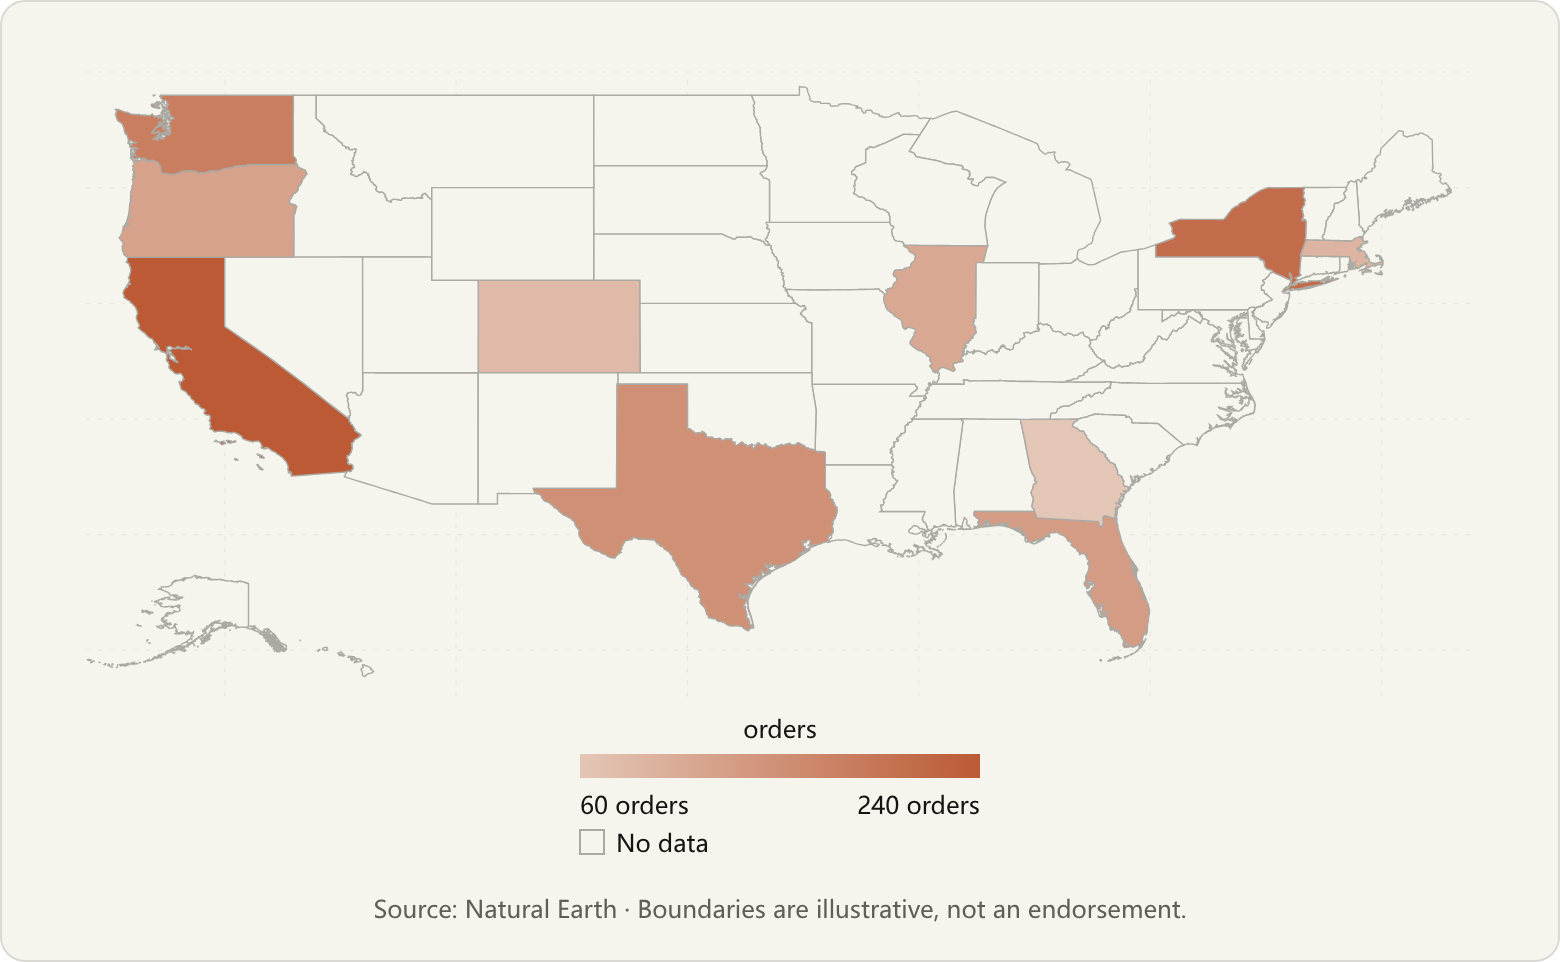 orders
60 orders 240 orders
No data
Source: Natural Earth · Boundaries are illustrative, not an endorsement.